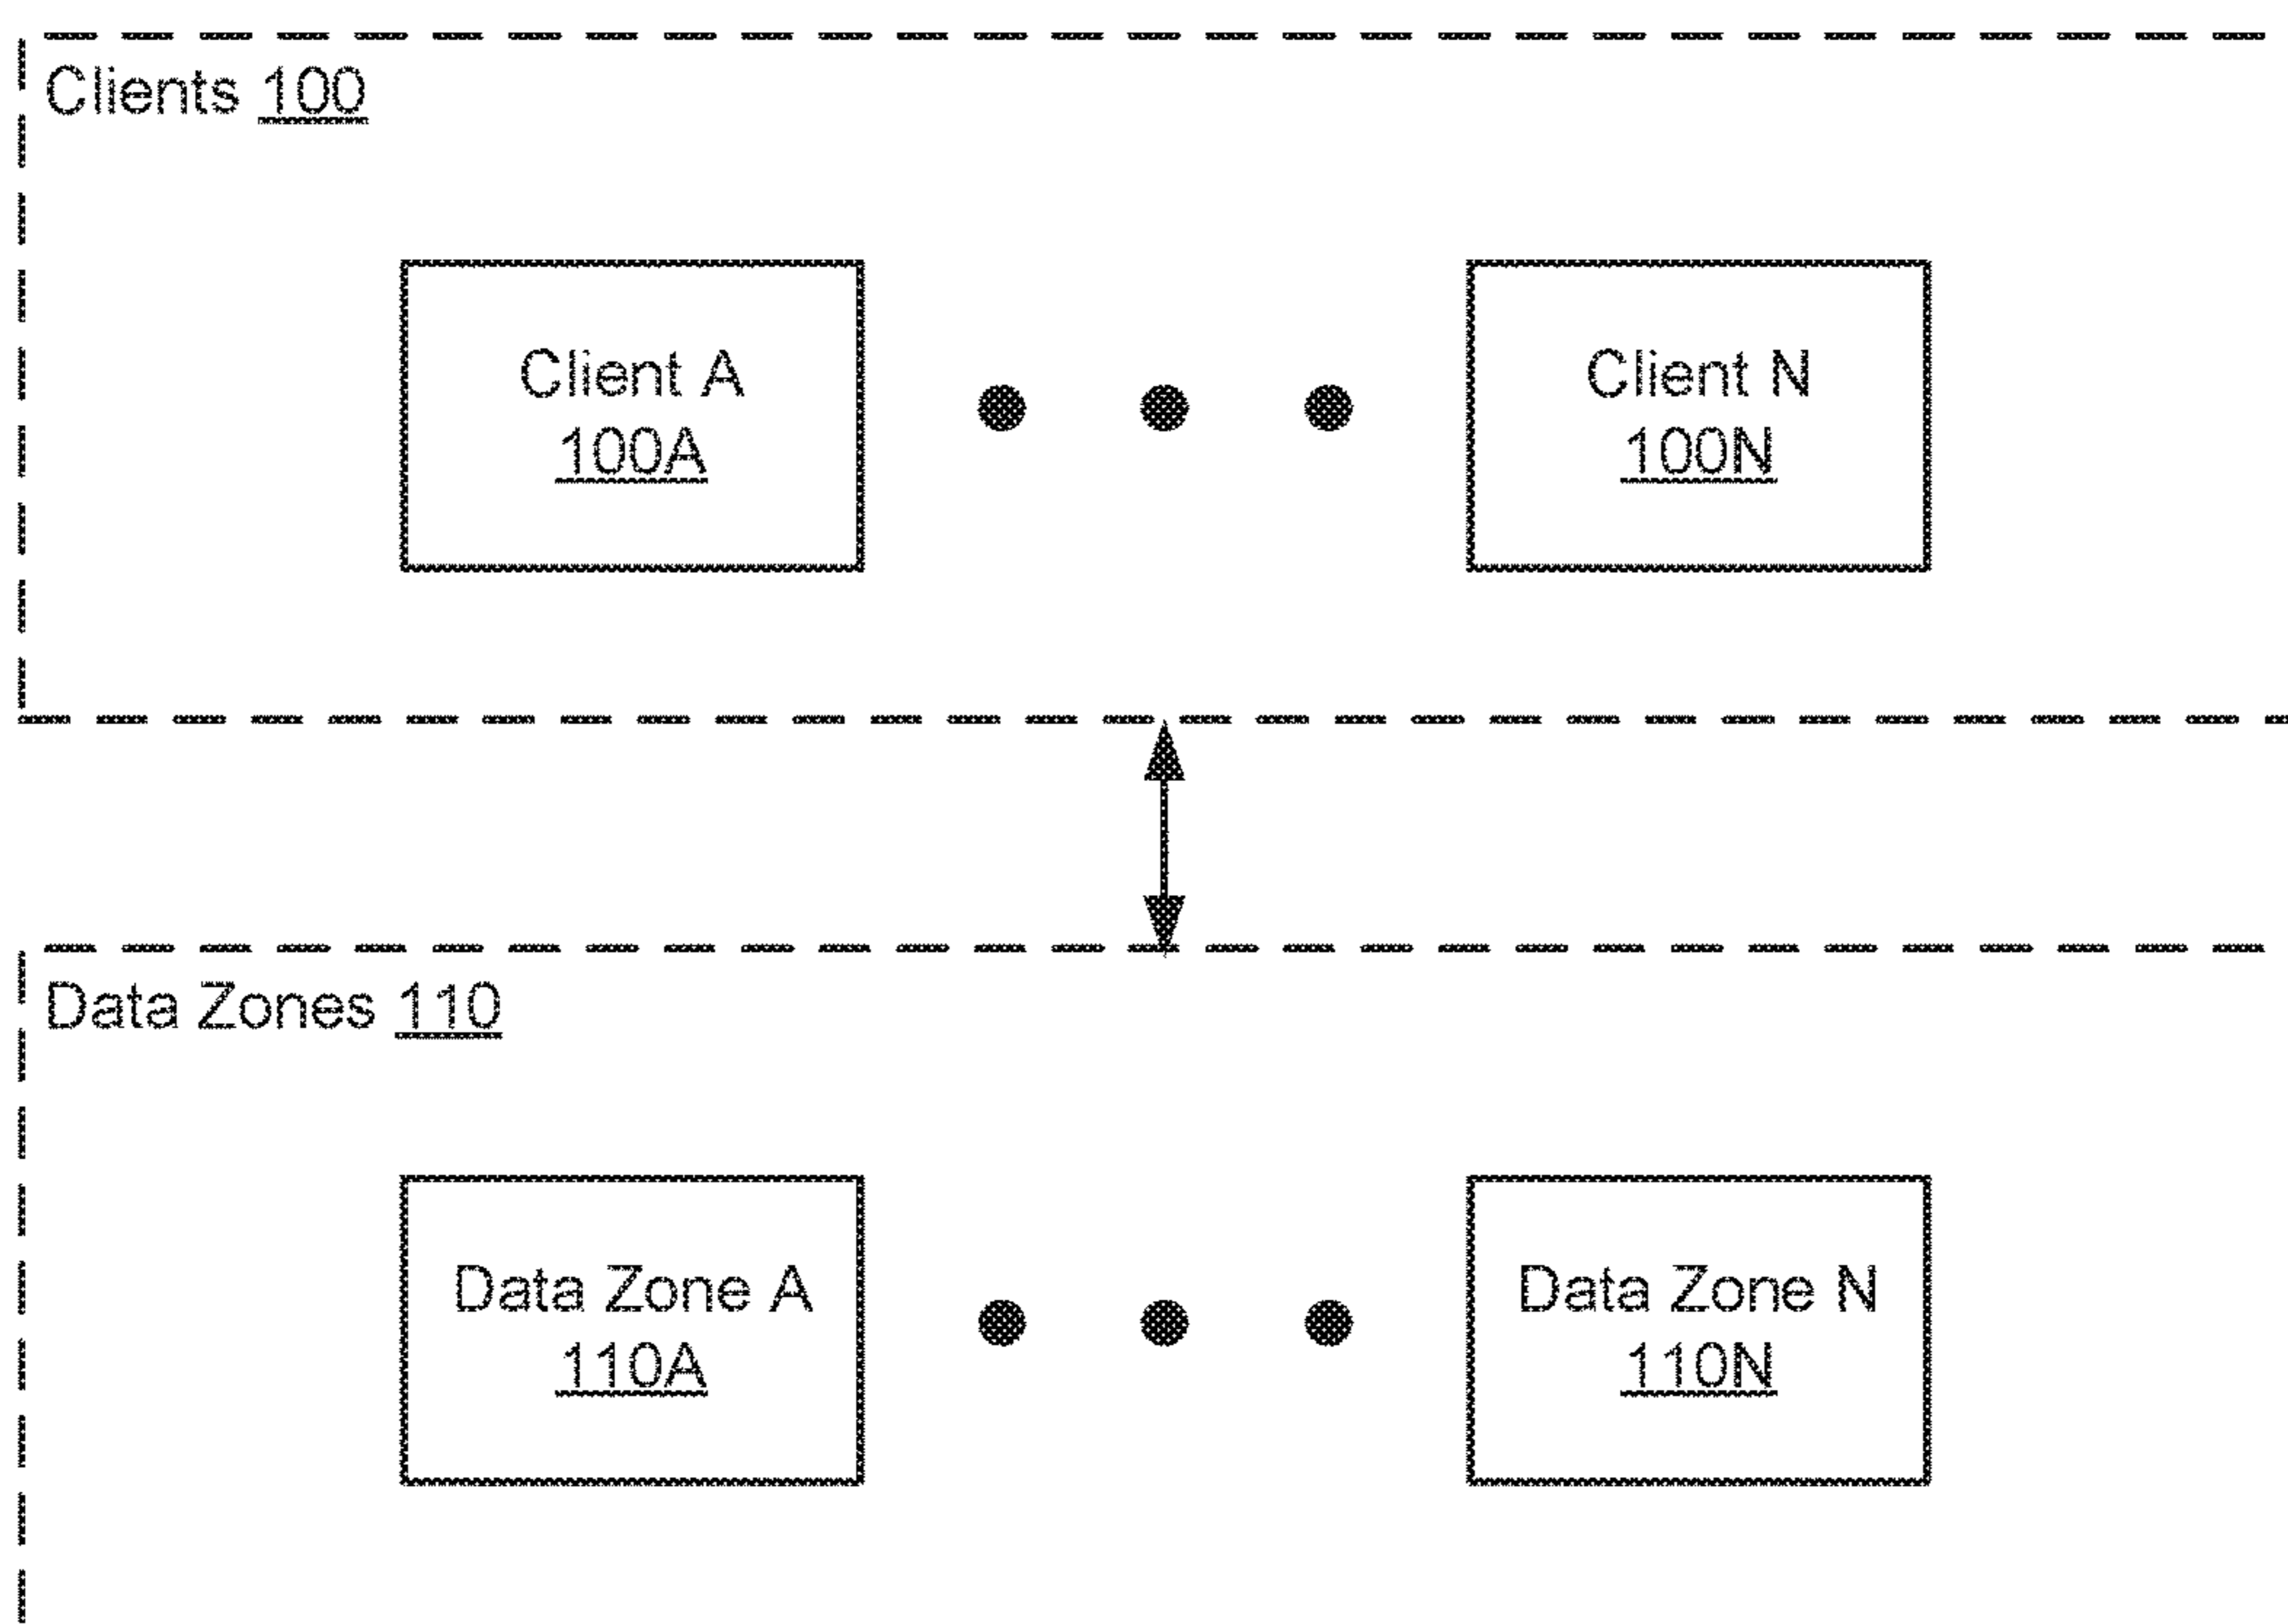 Clients 100
Client A
100A
Client N
100N
Data Zones 110
Data Zone A
110A
Data Zone N
110N